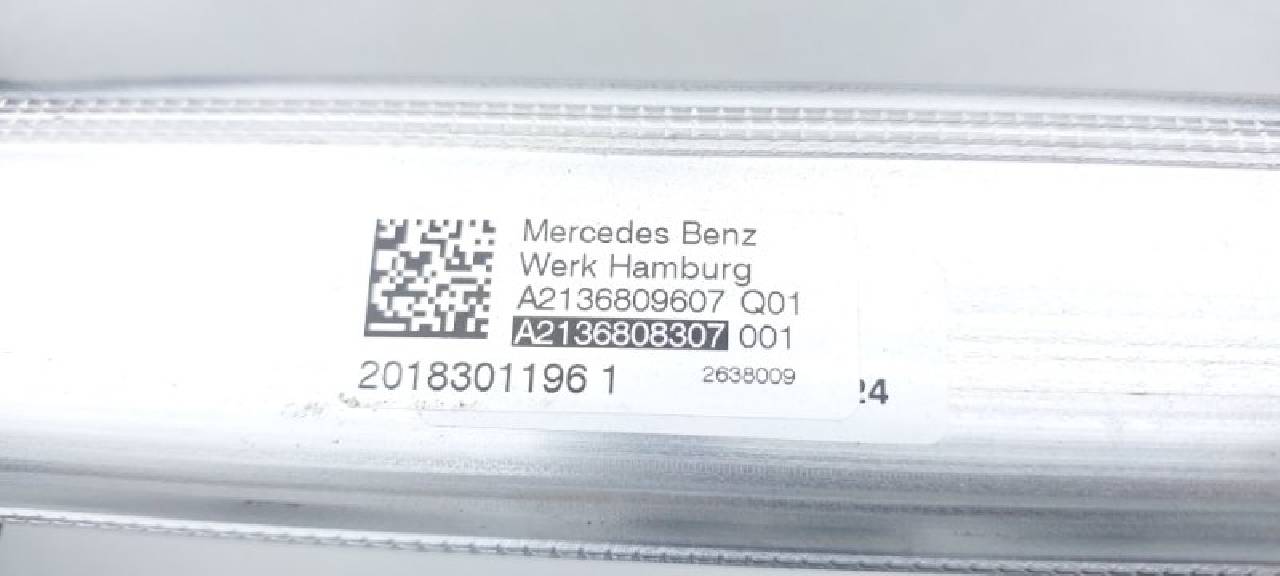 Mercedes Benz
Werk Hamburg
A2136809607 Q01
A2136808307 001
2018301196 1 2638009
24